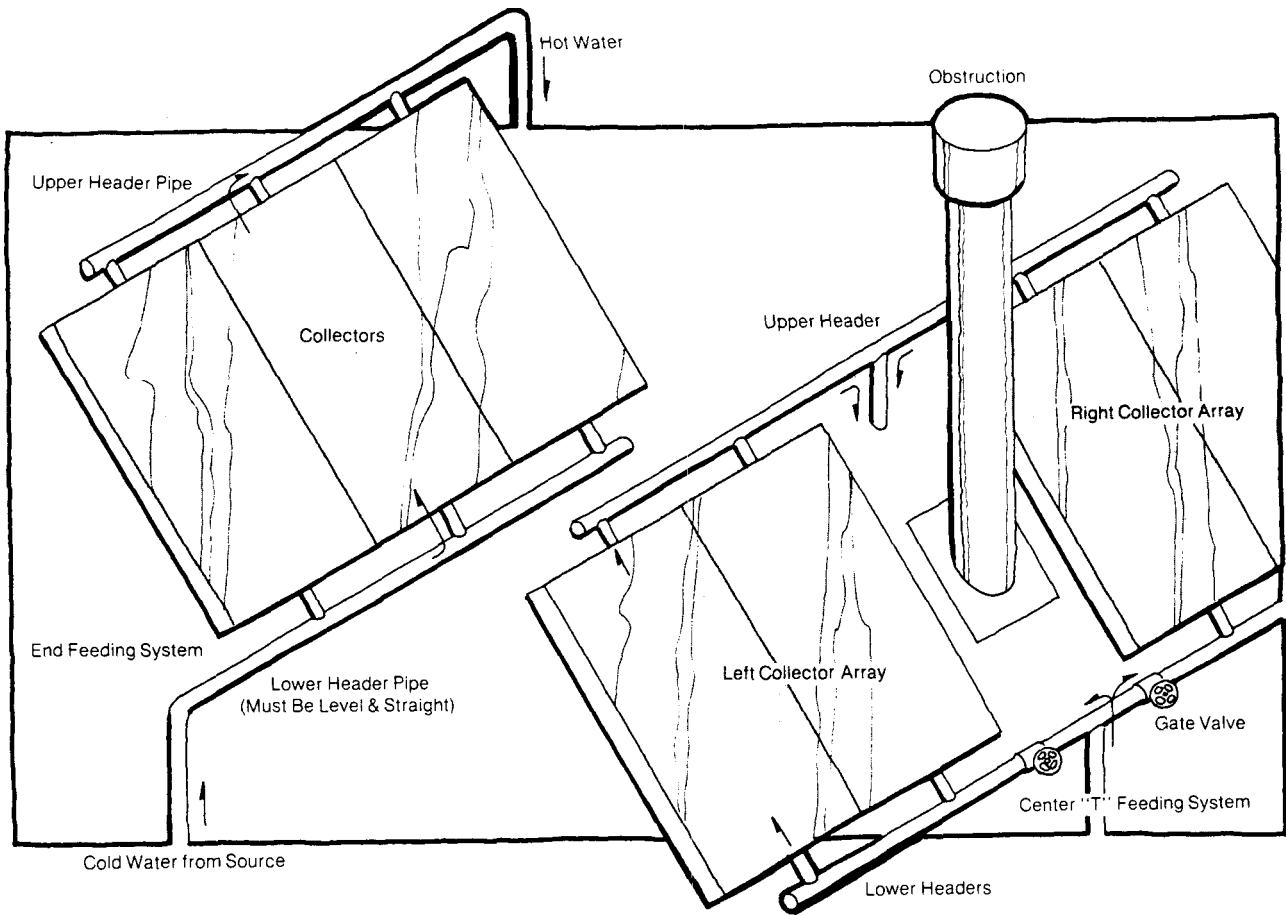 Hot Water
Obstruction
Upper Header Pipe
Collectors
Upper Header
Right Collector Array
End Feeding System
Lower Header Pipe
(Must Be Level & Straight)
Left Collector Array
Gate Valve
Center "T" Feeding System
Cold Water from Source
Lower Headers